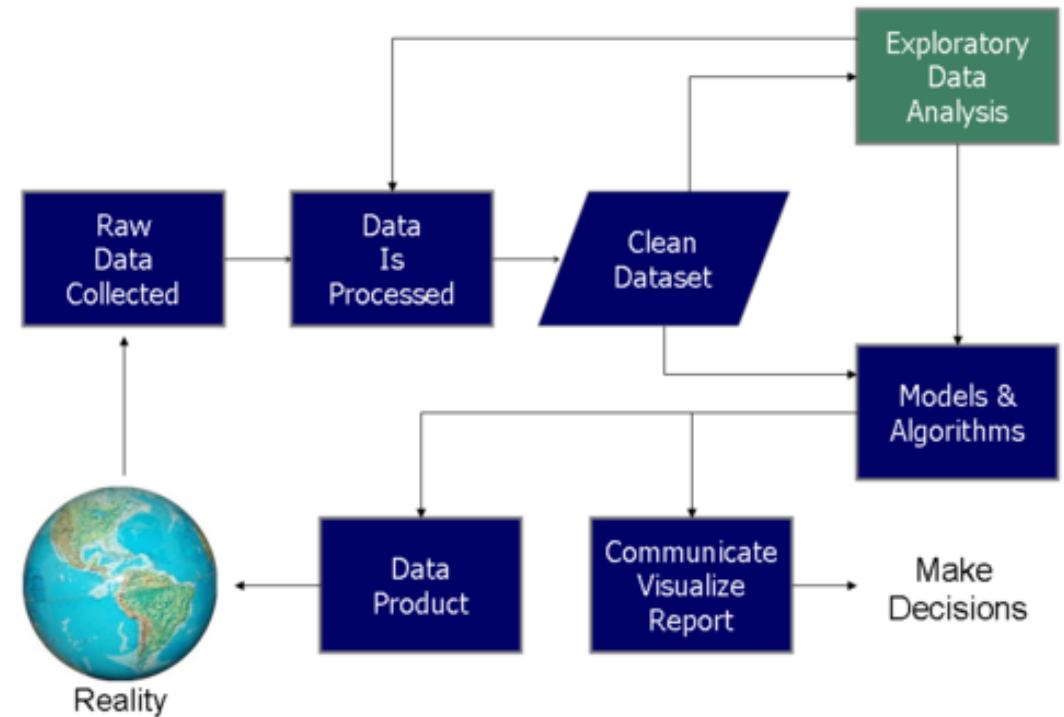 Exploratory
Data
Analysis
Raw
Data
Collected
Data
Is
Processed
Clean
Dataset
Models &
Algorithms
Data
Product
Communicate
Visualize
Report
Make
Decisions
Reality